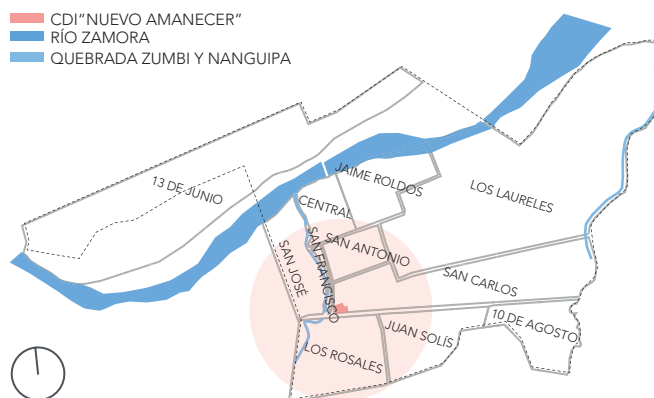 CDI"NUEVO AMANECER"
RÍO ZAMORA
QUEBRADA ZUMBI Y NANGUIPA
13 DE JUNIO
JAIME ROLDOS
LOS LAURELES
CENTRAL
SAN ANTONIO
SAN FRANCISCO
SAN JOSÉ
SAN CARLOS
10 DE AGOSTO
JUAN SOLÍS
LOS ROSALES